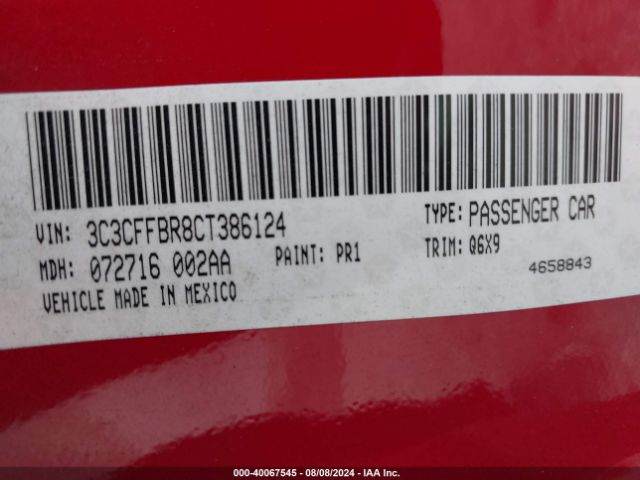 VIN: 3C3CFFBR8CT386124
TYPE: PASSENGER CAR
MDH: 072716 002AA
PAINT: PR1
TRIM: Q6X9
4658843
VEHICLE MADE IN MEXICO
000-40067545 - 08/08/2024 - IAA Inc.